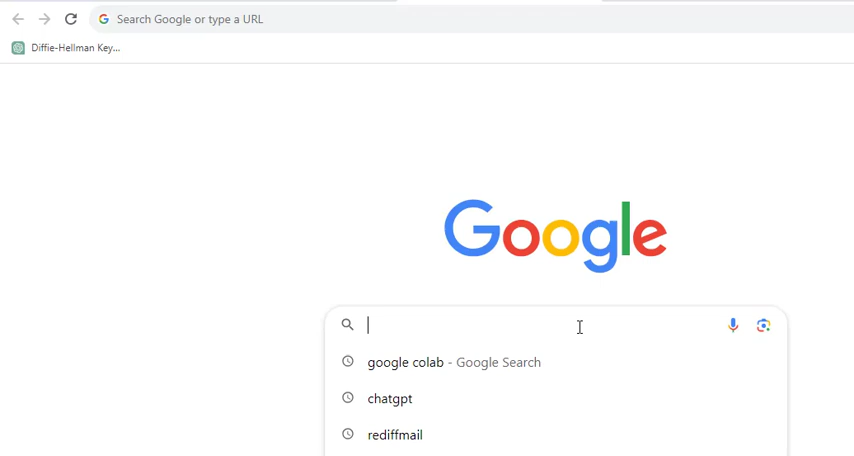 Search Google or type a URL
Diffie-Hellman Key...
Google
google colab - Google Search
chatgpt
rediffmail